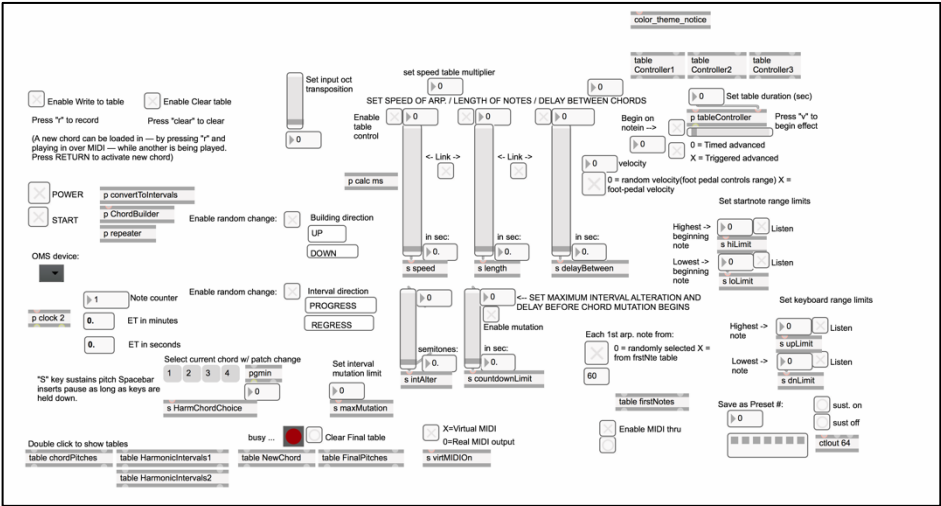 color_theme_notice
table Controller1
table Controller2
table Controller3
set speed table multiplier
0
0
Set input oct
transposition
0
Enable Write to table
Enable Clear table
Press "r" to record
Press "clear" to clear
(A new chord can be loaded in — by pressing "r" and
playing in over MIDI — while another is being played.
Press RETURN to activate new chord)
SET SPEED OF ARP. / LENGTH OF NOTES / DELAY BETWEEN CHORDS
Enable
table
control
0
0
0
<- Link ->
<- Link ->
p calc ms
in sec:
0.
in sec:
0.
in sec:
0.
s speed
s length
s delayBetween
0
Set table duration (sec)
p tableController
Begin on
notein -->
0
Press "v" to
begin effect
0 = Timed advanced
X = Triggered advanced
0
velocity
0 = random velocity(foot pedal controls range) X =
foot-pedal velocity
POWER
START
p convertToIntervals
p ChordBuilder
p repeater
Enable random change:
Building direction
UP
DOWN
OMS device:
Set startnote range limits
Highest ->
beginning
note
0
Listen
s hiLimit
Lowest ->
beginning
note
0
Listen
s loLimit
p clock 2
1
Note counter
0.
ET in minutes
0.
ET in seconds
Enable random change:
Interval direction
PROGRESS
REGRESS
0
0
<-- SET MAXIMUM INTERVAL ALTERATION AND
DELAY BEFORE CHORD MUTATION BEGINS
Enable mutation
semitones:
0.
in sec:
0.
s intAlter
s countdownLimit
Set keyboard range limits
Highest ->
note
0
Listen
s upLimit
Lowest ->
note
0
Listen
s dnLimit
Each 1st arp. note from:
0 = randomly selected X =
from frstNte table
60
table firstNotes
Enable MIDI thru
"S" key sustains pitch Spacebar
inserts pause as long as keys are
held down.
Select current chord w/ patch change
1 2 3 4
pgmin
0
s HarmChordChoice
Set interval
mutation limit
0
s maxMutation
Save as Preset #:
0
sust. on
sust off
ctlout 64
busy ...
Clear Final table
X=Virtual MIDI
0=Real MIDI output
s virtMIDIOn
Double click to show tables
table chordPitches
table HarmonicIntervals1
table HarmonicIntervals2
table NewChord
table FinalPitches